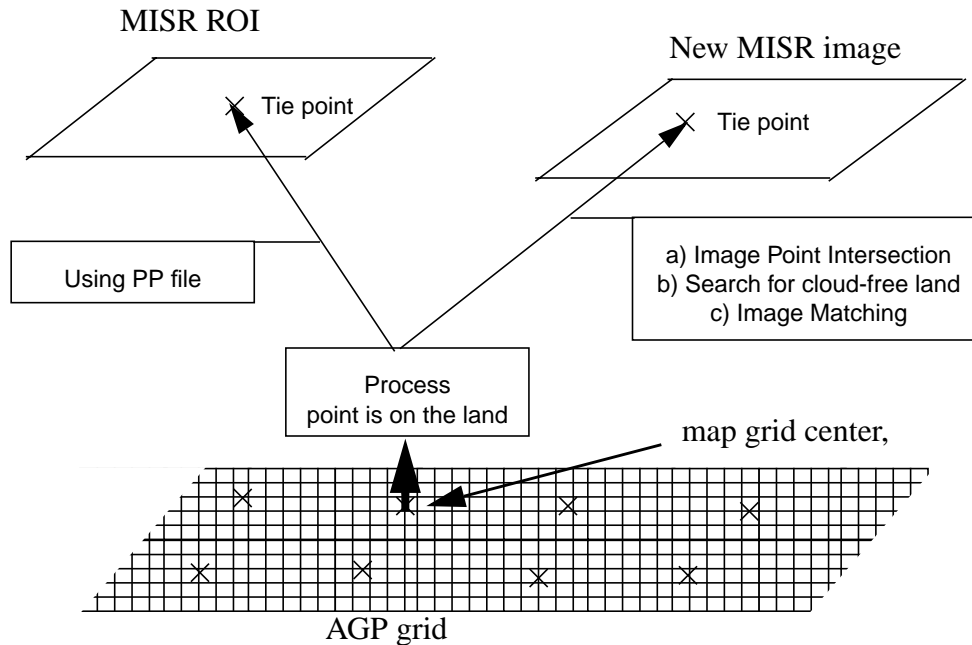 MISR ROI
New MISR image
Tie point
Tie point
Using PP file
a) Image Point Intersection
b) Search for cloud-free land
c) Image Matching
Process
point is on the land
map grid center,
AGP grid